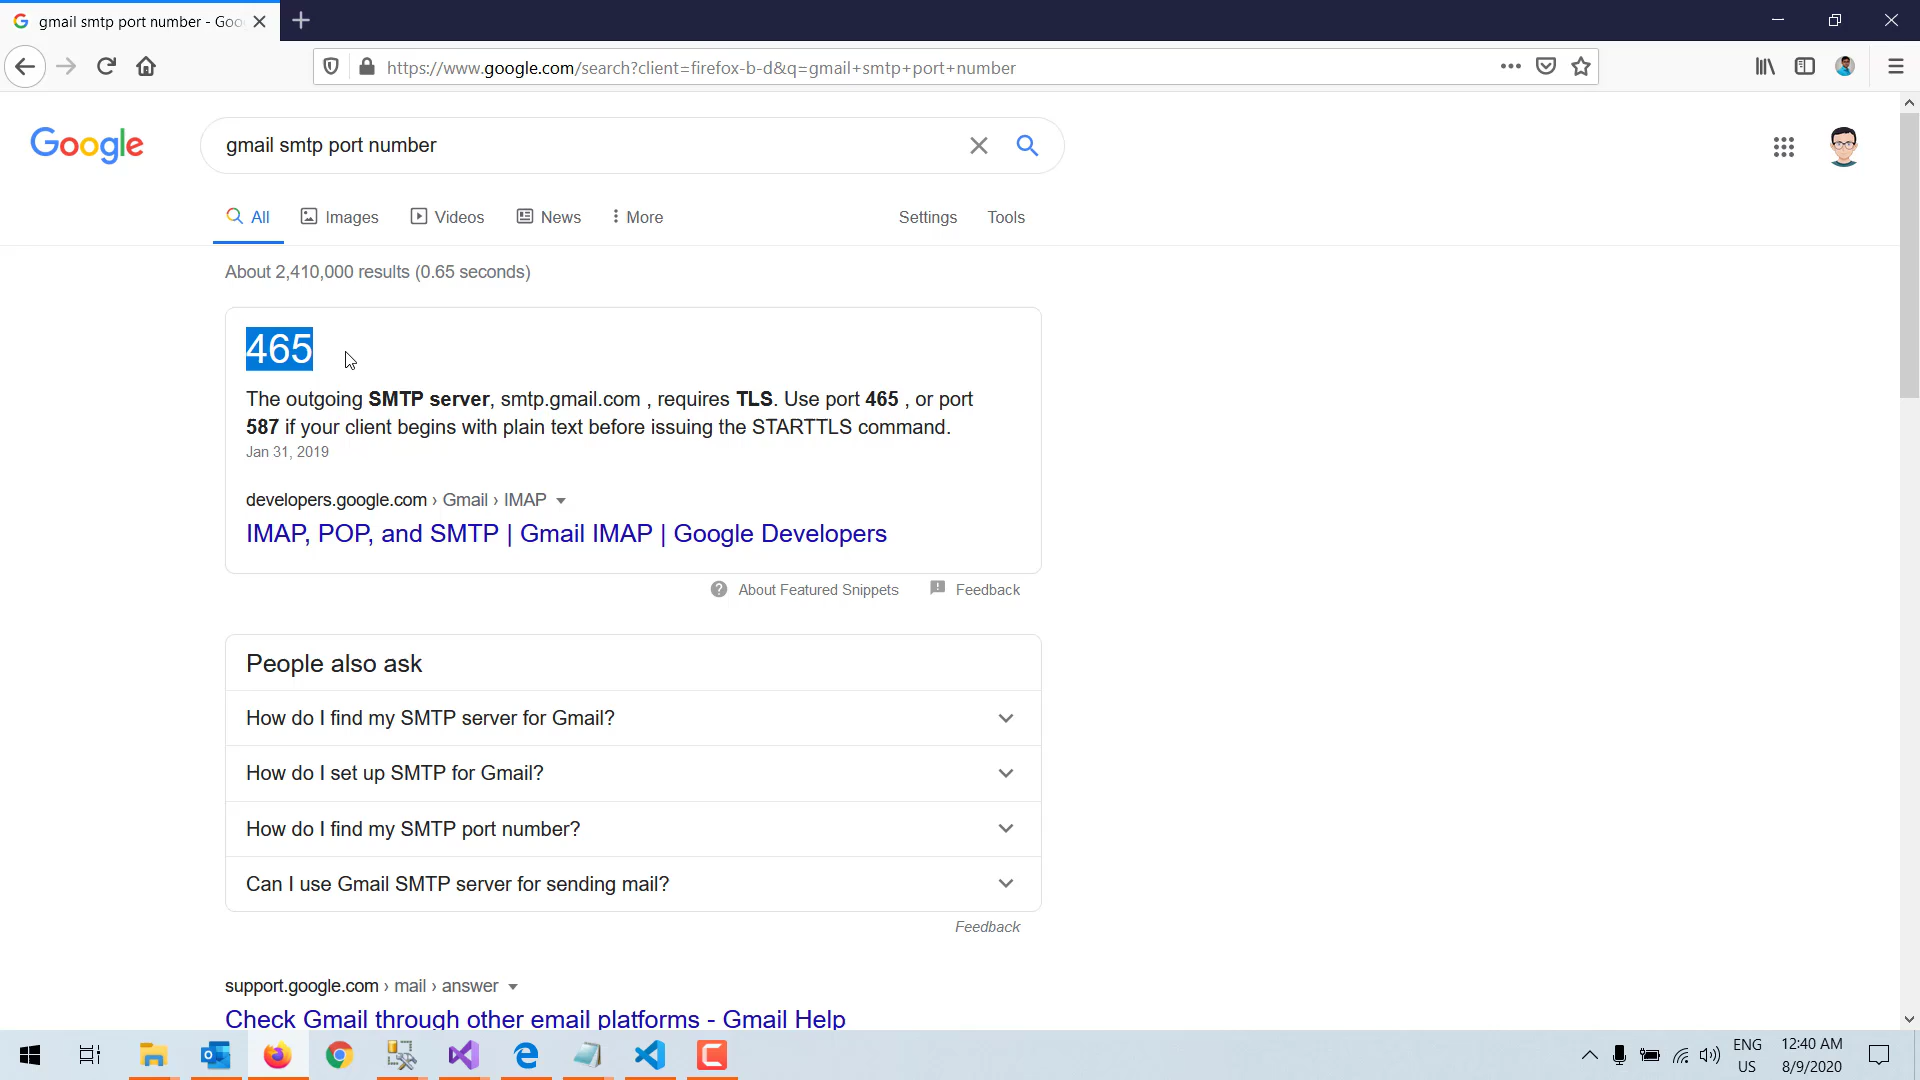 gmail smtp port number - Goo
https://www.google.com/search?client=firefox-b-d&q=gmail+smtp+port+number
Google
gmail smtp port number
All Images Videos News More Settings Tools
About 2,410,000 results (0.65 seconds)
465
The outgoing SMTP server, smtp.gmail.com , requires TLS. Use port 465 , or port
587 if your client begins with plain text before issuing the STARTTLS command.
Jan 31, 2019
developers.google.com › Gmail › IMAP
IMAP, POP, and SMTP | Gmail IMAP | Google Developers
About Featured Snippets Feedback
People also ask
How do I find my SMTP server for Gmail?
How do I set up SMTP for Gmail?
How do I find my SMTP port number?
Can I use Gmail SMTP server for sending mail?
Feedback
support.google.com › mail › answer
Check Gmail through other email platforms - Gmail Help
ENG 12:40 AM
US 8/9/2020